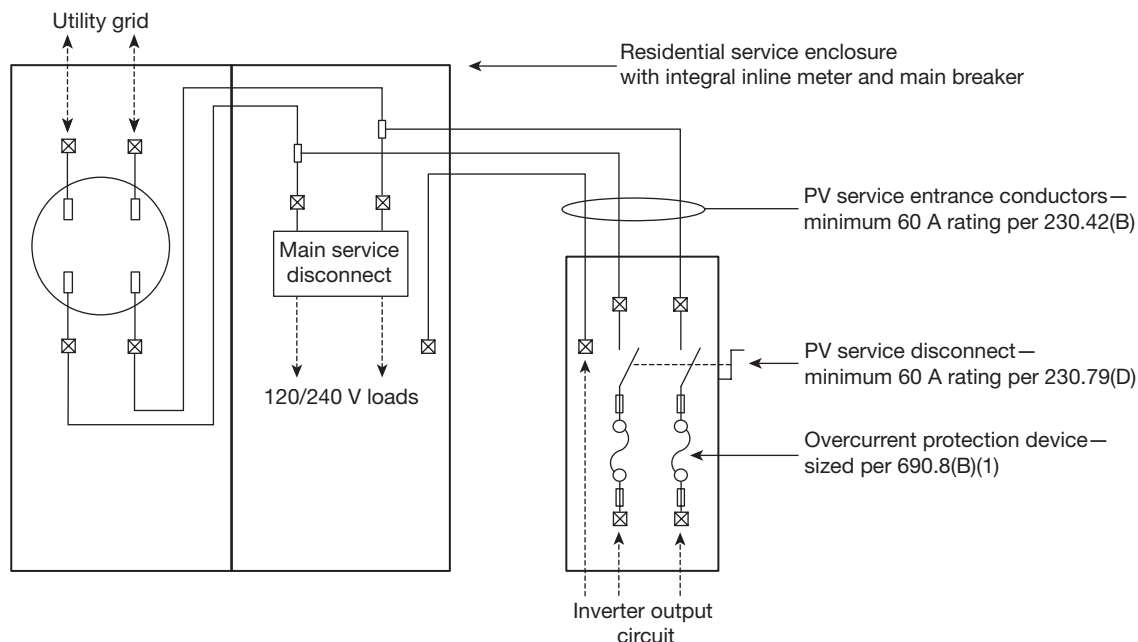 Utility grid
Residential service enclosure
with integral inline meter and main breaker
PV service entrance conductors—
minimum 60 A rating per 230.42(B)
Main service
disconnect
PV service disconnect—
minimum 60 A rating per 230.79(D)
120/240 V loads
Overcurrent protection device—
sized per 690.8(B)(1)
Inverter output
circuit